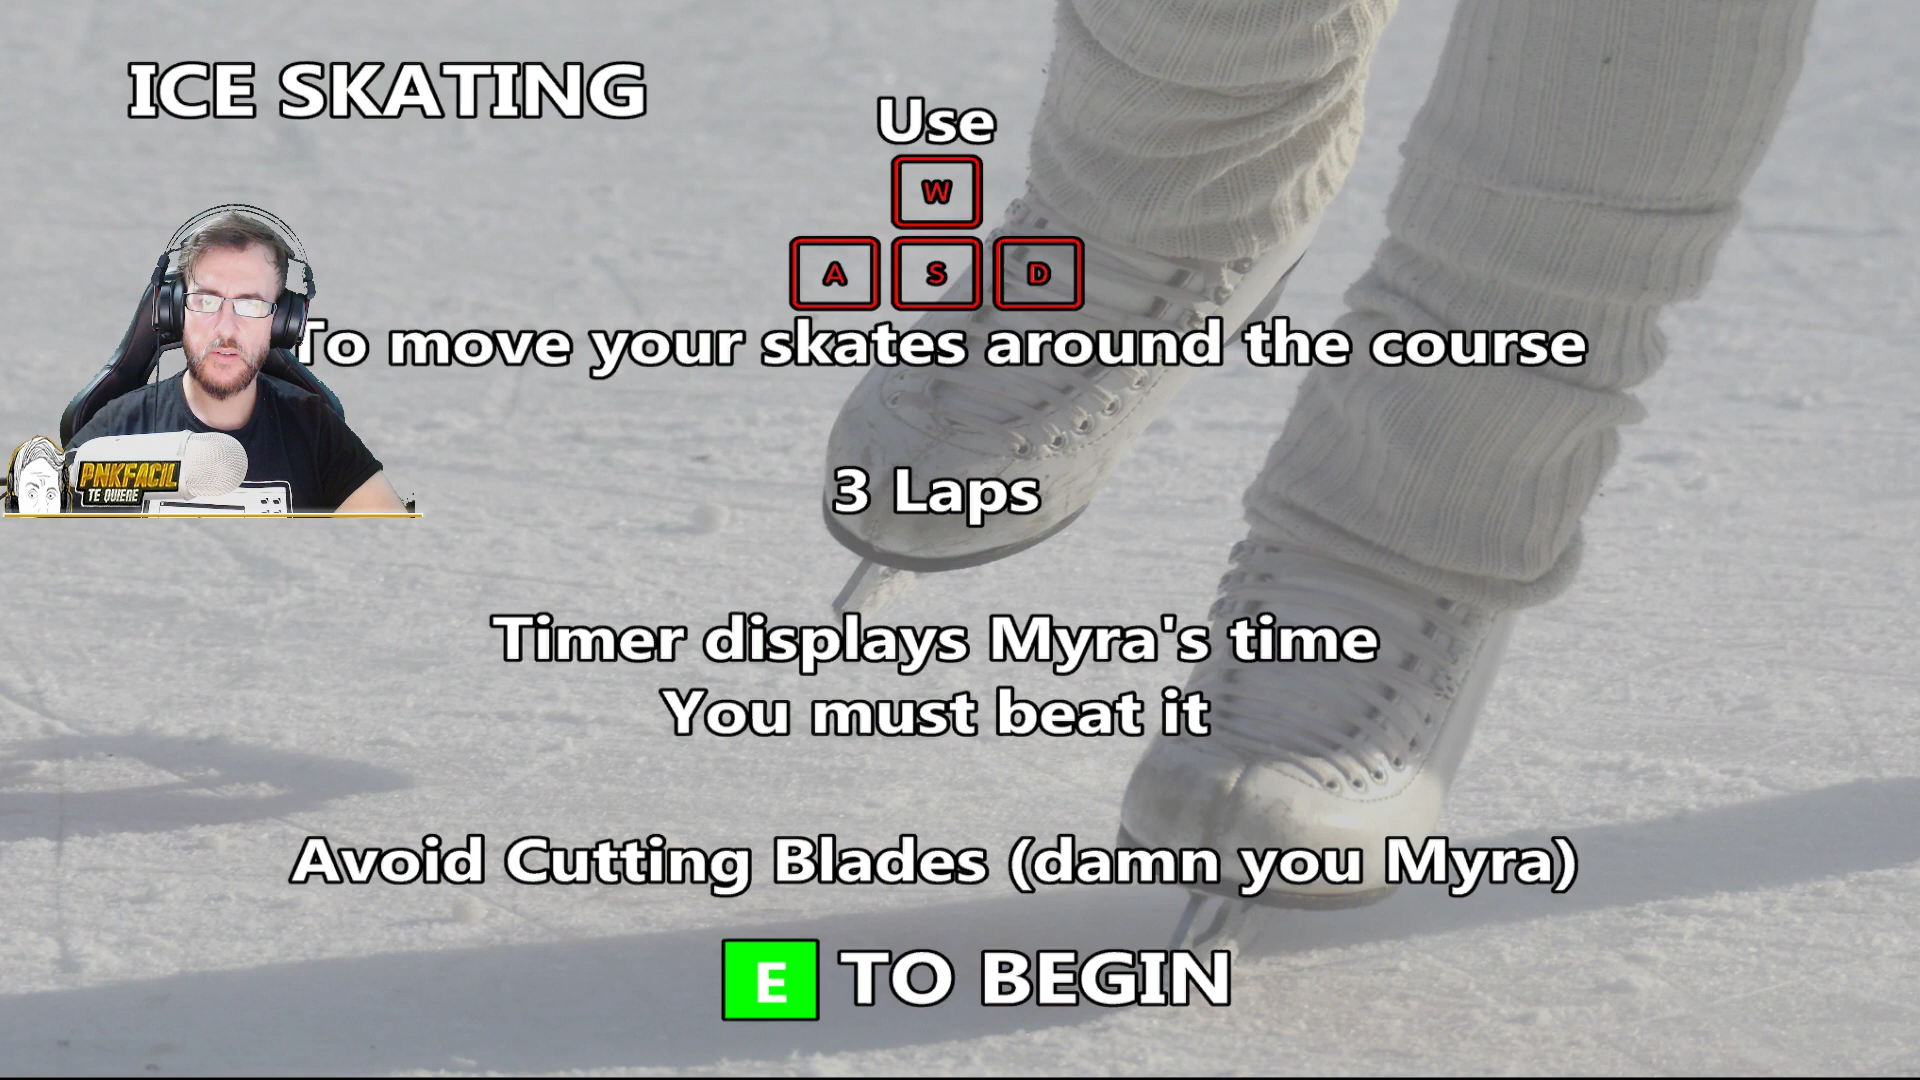 ICE SKATING
Use
W
A S D
To move your skates around the course
3 Laps
Timer displays Myra's time
You must beat it
Avoid Cutting Blades (damn you Myra)
E TO BEGIN
PNKFACIL
TE QUIERE